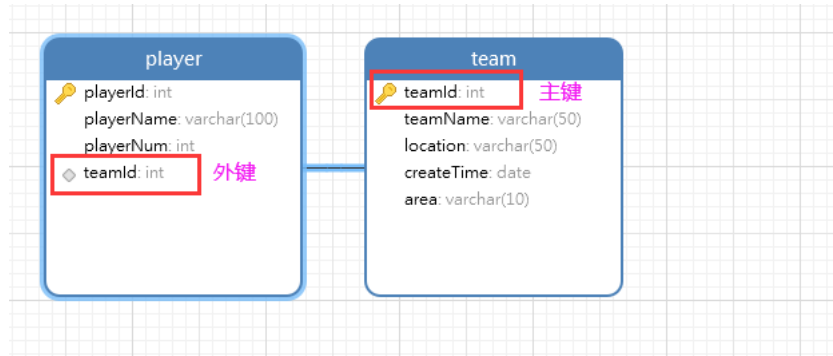 player
playerId: int
playerName: varchar(100)
playerNum: int
teamId: int 外键
team
teamId: int 主键
teamName: varchar(50)
location: varchar(50)
createTime: date
area: varchar(10)